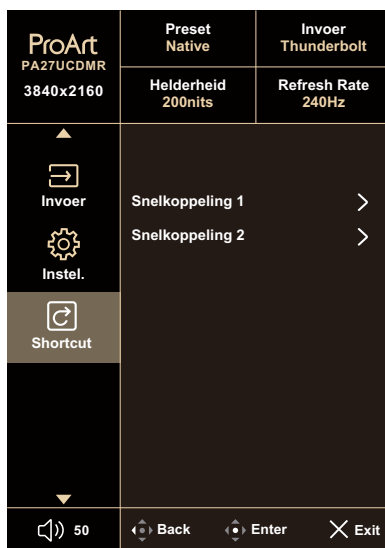 ProArt
PA27UCDMR
3840x2160
Preset
Native
Invoer
Thunderbolt
Helderheid
200nits
Refresh Rate
240Hz
Invoer
Instel.
Shortcut
Snelkoppeling 1
Snelkoppeling 2
50
Back
Enter
Exit